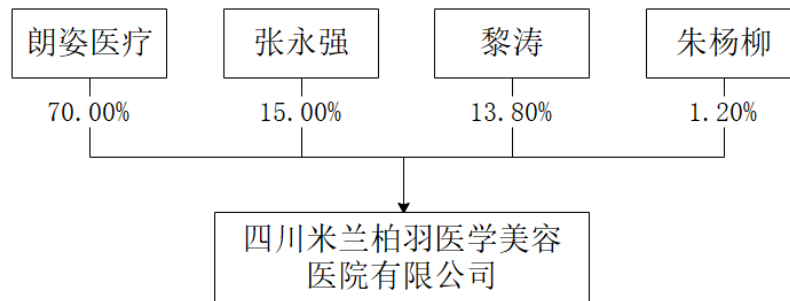 朗姿医疗
张永强
黎涛
朱杨柳
70.00%
15.00%
13.80%
1.20%
四川米兰柏羽医学美容
医院有限公司